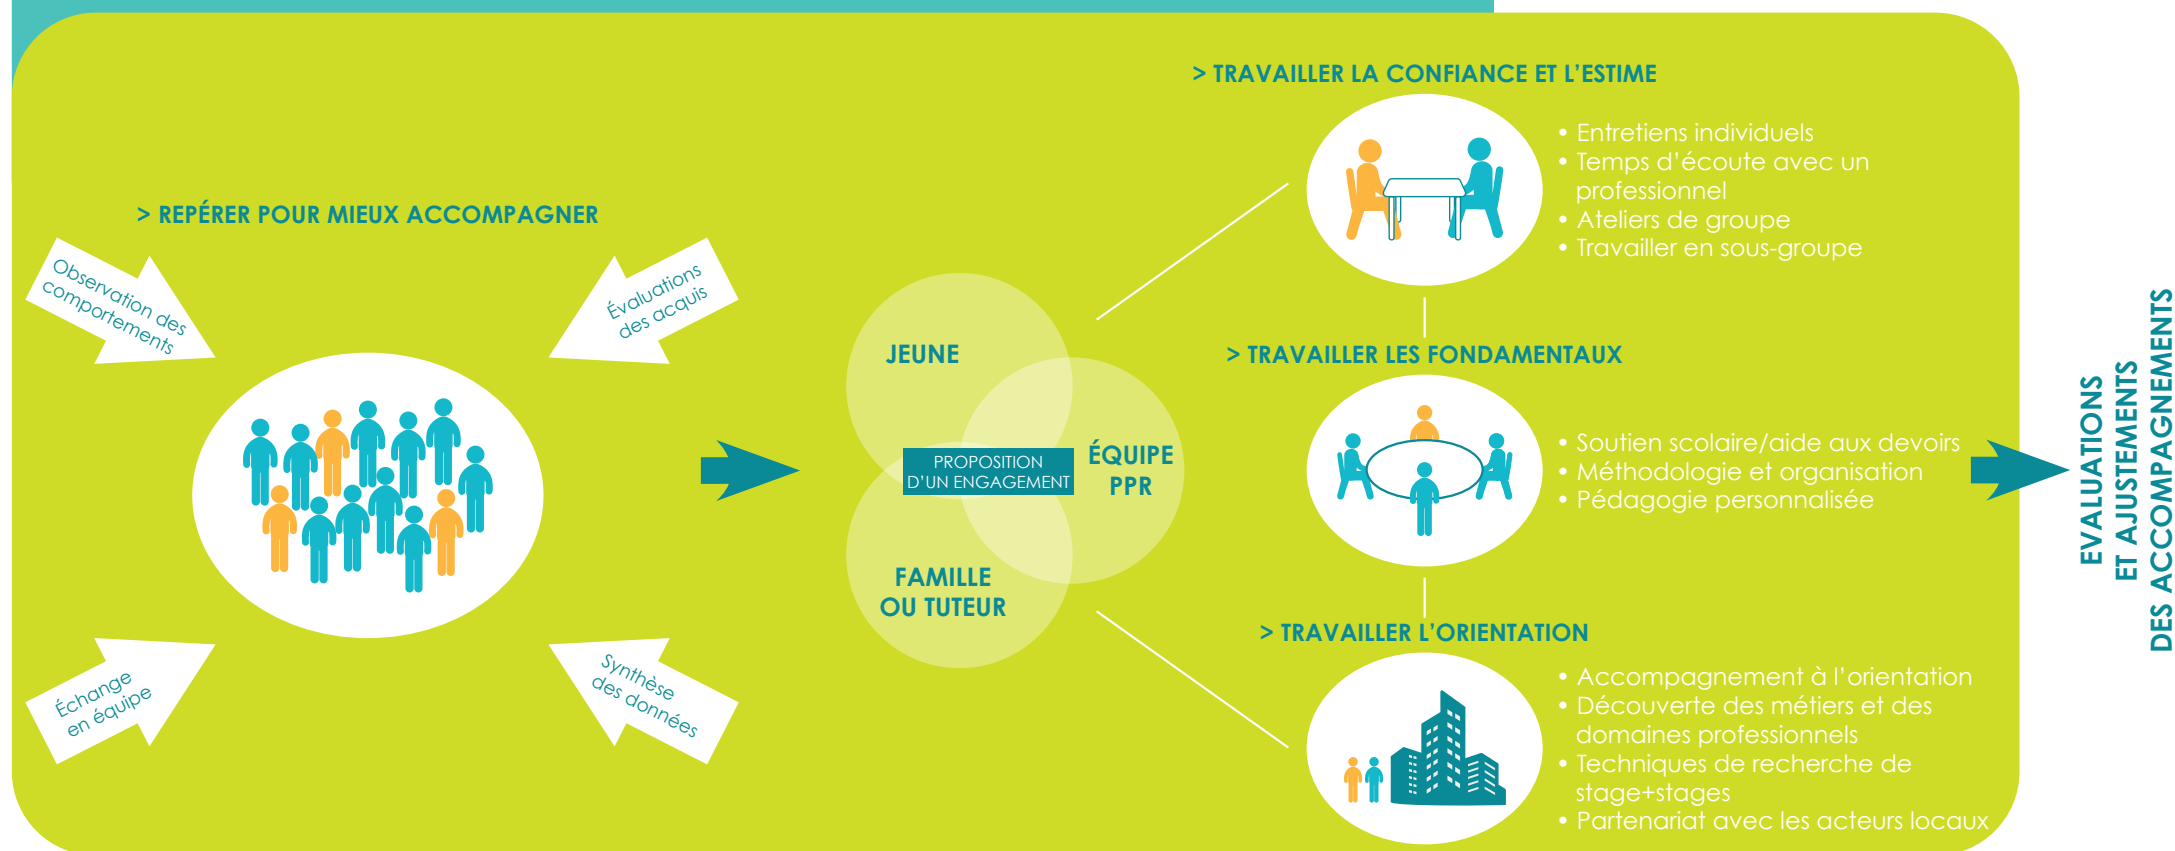 > REPÉRER POUR MIEUX ACCOMPAGNER
Observation des
comportements
Évaluations
des acquis
Échange
en équipe
Synthèse
des données
JEUNE
PROPOSITION
D'UN ENGAGEMENT
ÉQUIPE
PPR
FAMILLE
OU TUTEUR
> TRAVAILLER LA CONFIANCE ET L'ESTIME
• Entretiens individuels
• Temps d'écoute avec un
professionnel
• Ateliers de groupe
• Travailler en sous-groupe
> TRAVAILLER LES FONDAMENTAUX
• Soutien scolaire/aide aux devoirs
• Méthodologie et organisation
• Pédagogie personnalisée
> TRAVAILLER L'ORIENTATION
• Accompagnement à l'orientation
• Découverte des métiers et des
domaines professionnels
• Techniques de recherche de
stage+stages
• Partenariat avec les acteurs locaux
EVALUATIONS
ET AJUSTEMENTS
DES ACCOMPAGNEMENTS